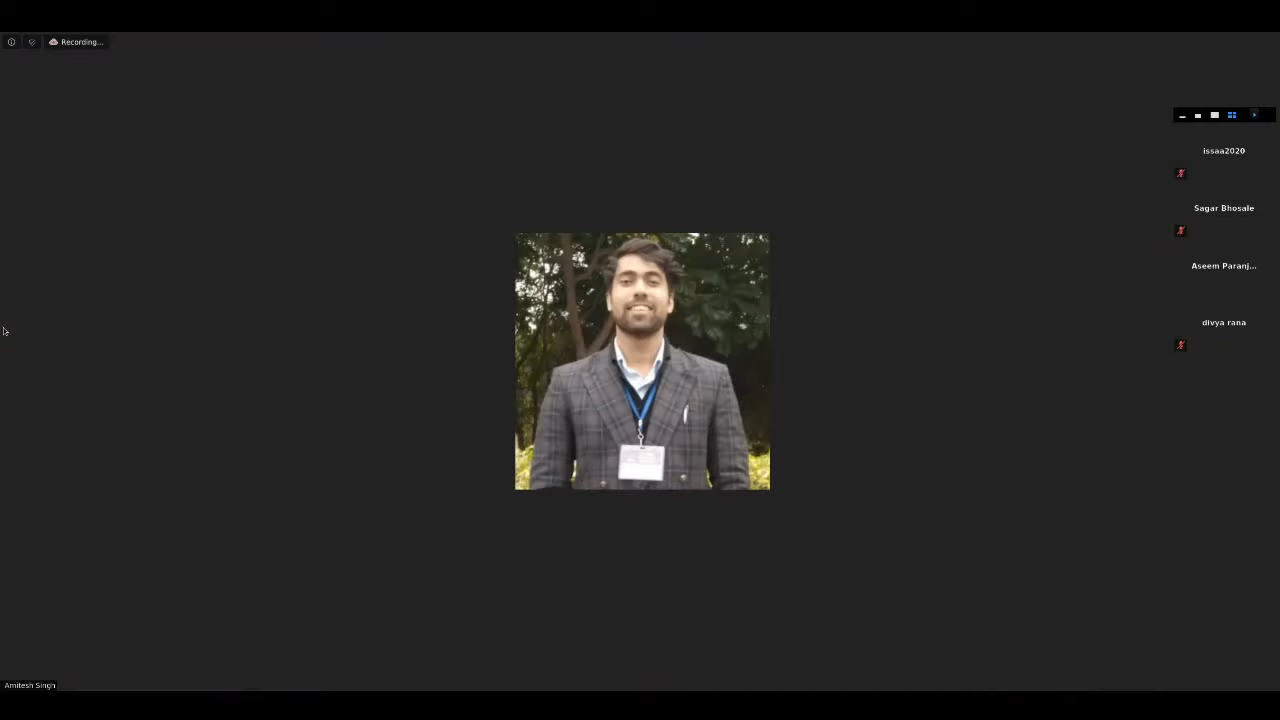 Recording...
issaa2020
Sagar Bhosale
Aseem Paranj...
divya rana
Amitesh Singh